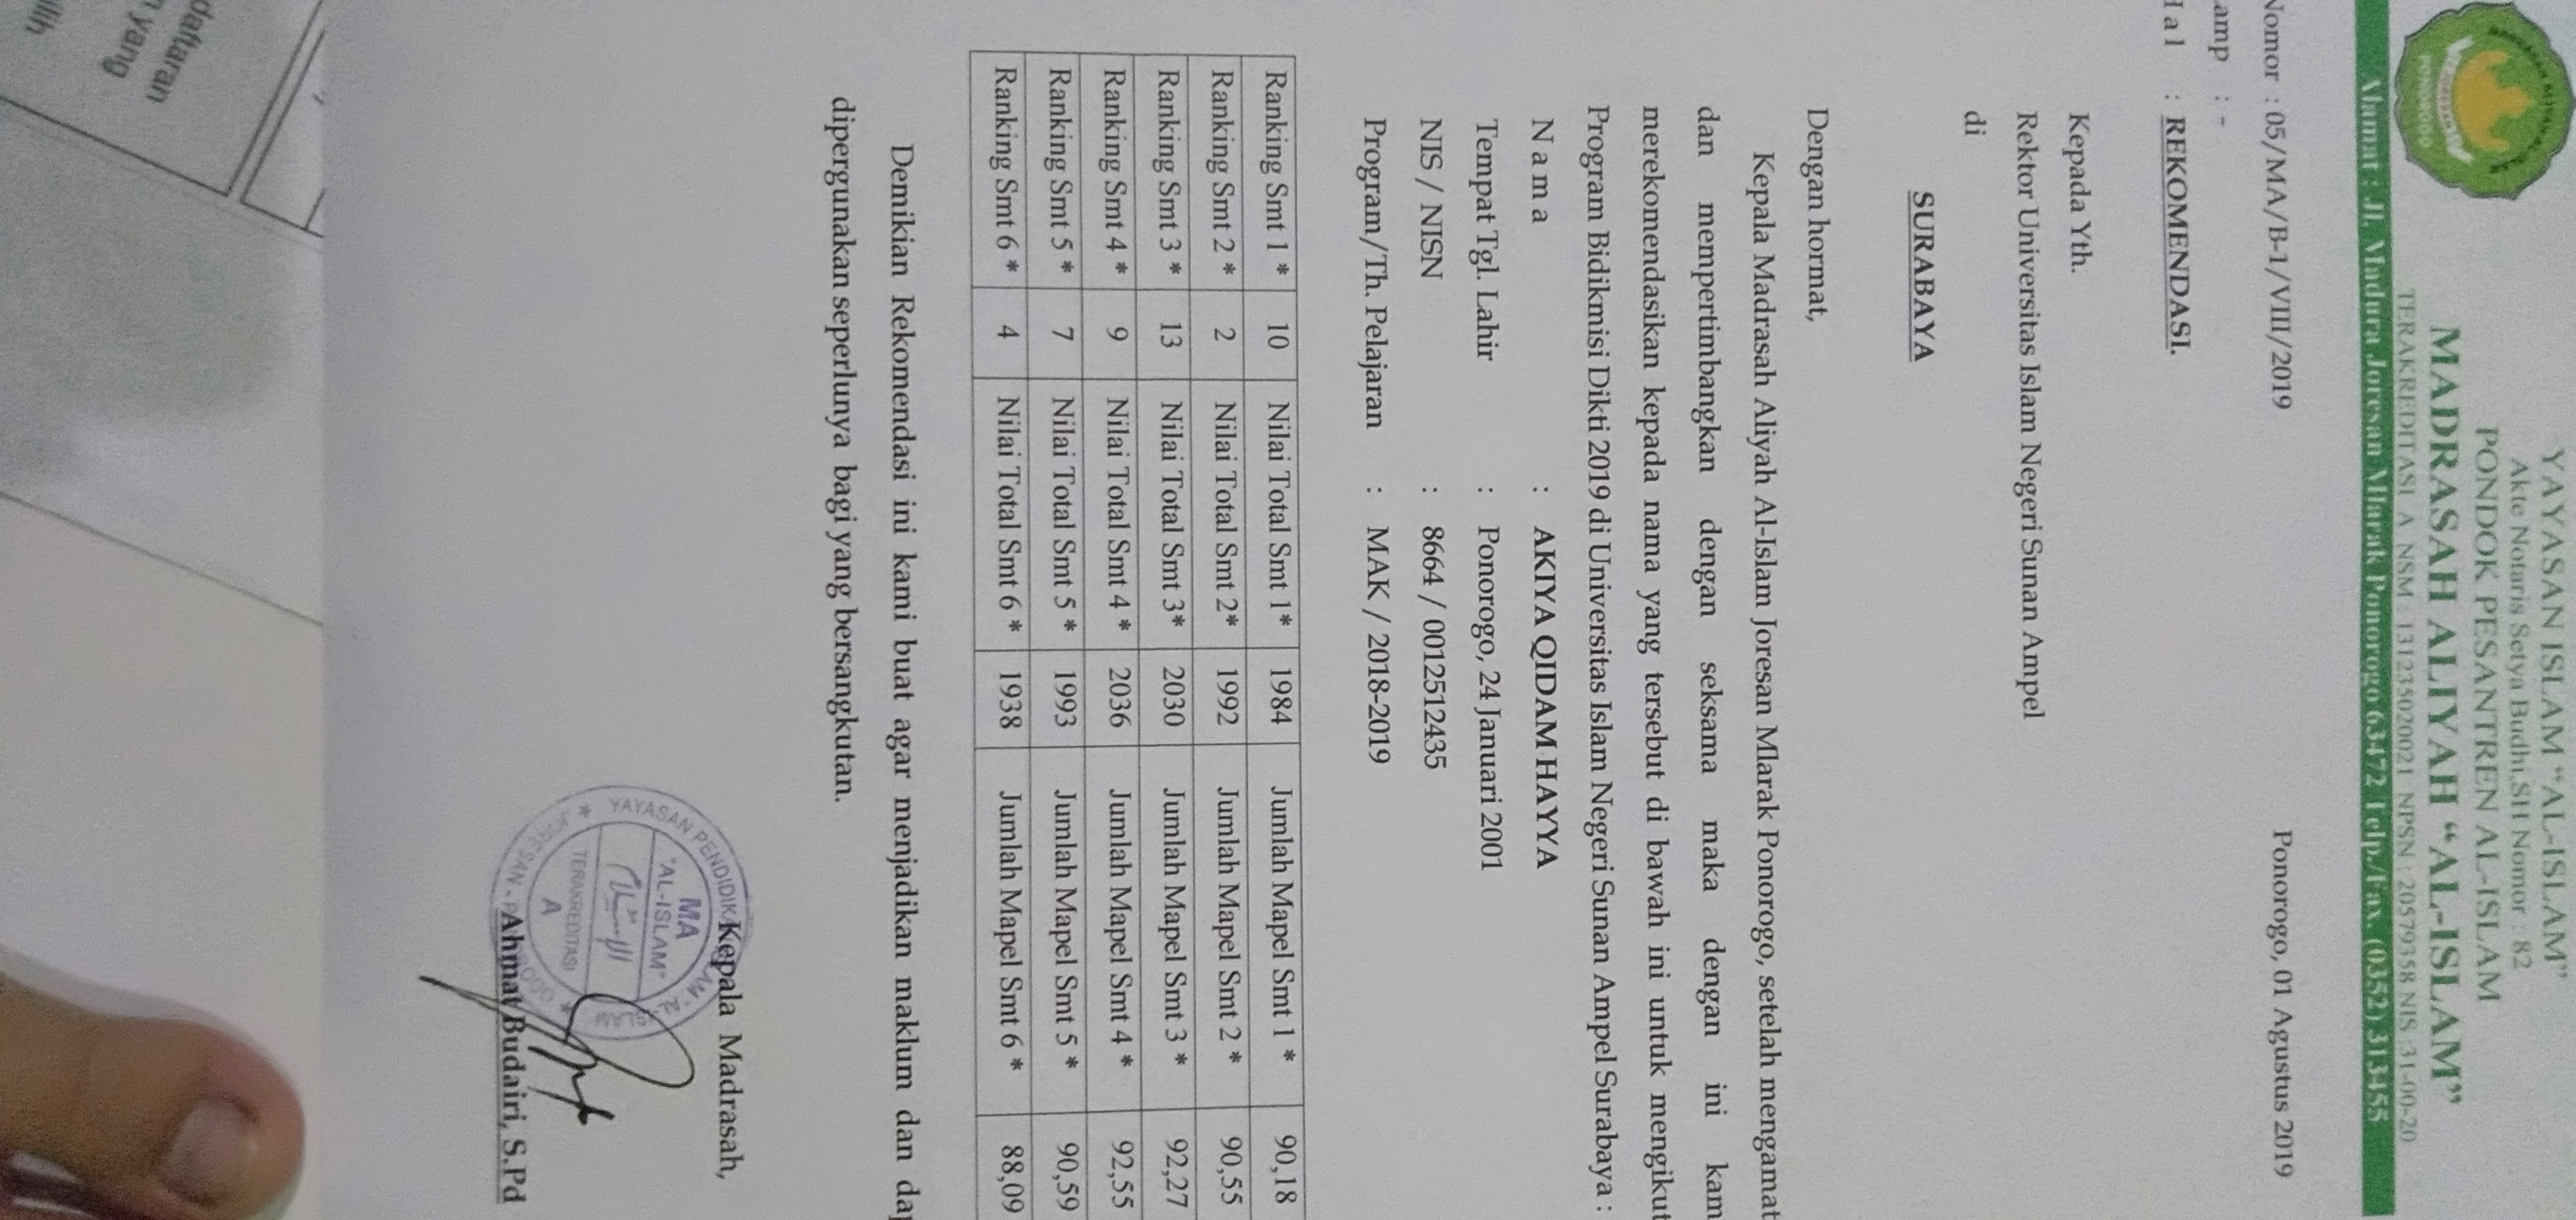 YAYASAN ISLAM "AL-ISLAM"
Akte Notaris Setya Budhi,SH Nomor : 82
PONDOK PESANTREN AL-ISLAM
MADRASAH ALIYAH "AL-ISLAM"
TERAKREDITASI A NSM : 131235020021 NPSN : 20579358 NIS :31-00-20
Alamat : Jl. Madura Joresan Mlarak Ponorogo 63472 Telp./Fax. (0352) 313455
PONOROGO
Nomor : 05/MA/B-1/VIII/2019 Ponorogo, 01 Agustus 2019
amp : -
Hal : REKOMENDASI.
Kepada Yth.
Rektor Universitas Islam Negeri Sunan Ampel
di
SURABAYA
Dengan hormat,
Kepala Madrasah Aliyah Al-Islam Joresan Mlarak Ponorogo, setelah mengamat
dan mempertimbangkan dengan seksama maka dengan ini kam
merekomendasikan kepada nama yang tersebut di bawah ini untuk mengikut
Program Bidikmisi Dikti 2019 di Universitas Islam Negeri Sunan Ampel Surabaya :
N a m a : AKIYA QIDAM HAYYA
Tempat Tgl. Lahir : Ponorogo, 24 Januari 2001
NIS / NISN : 8664 / 0012512435
Program/Th. Pelajaran : MAK / 2018-2019
Ranking Smt 1 * 10 Nilai Total Smt 1* 1984 Jumlah Mapel Smt 1 * 90,18
Ranking Smt 2 * 2 Nilai Total Smt 2* 1992 Jumlah Mapel Smt 2 * 90,55
Ranking Smt 3 * 13 Nilai Total Smt 3* 2030 Jumlah Mapel Smt 3 * 92,27
Ranking Smt 4 * 9 Nilai Total Smt 4 * 2036 Jumlah Mapel Smt 4 * 92,55
Ranking Smt 5 * 7 Nilai Total Smt 5 * 1993 Jumlah Mapel Smt 5 * 90,59
Ranking Smt 6 * 4 Nilai Total Smt 6 * 1938 Jumlah Mapel Smt 6 * 88,09
Demikian Rekomendasi ini kami buat agar menjadikan maklum dan dap
dipergunakan seperlunya bagi yang bersangkutan.
Kepala Madrasah,
YAYASAN PENDIDIKAN
MA
"AL-ISLAM"
TERAKREDITASI
A
Ahmat Budairi, S.Pd
daftaran
yang
ilih